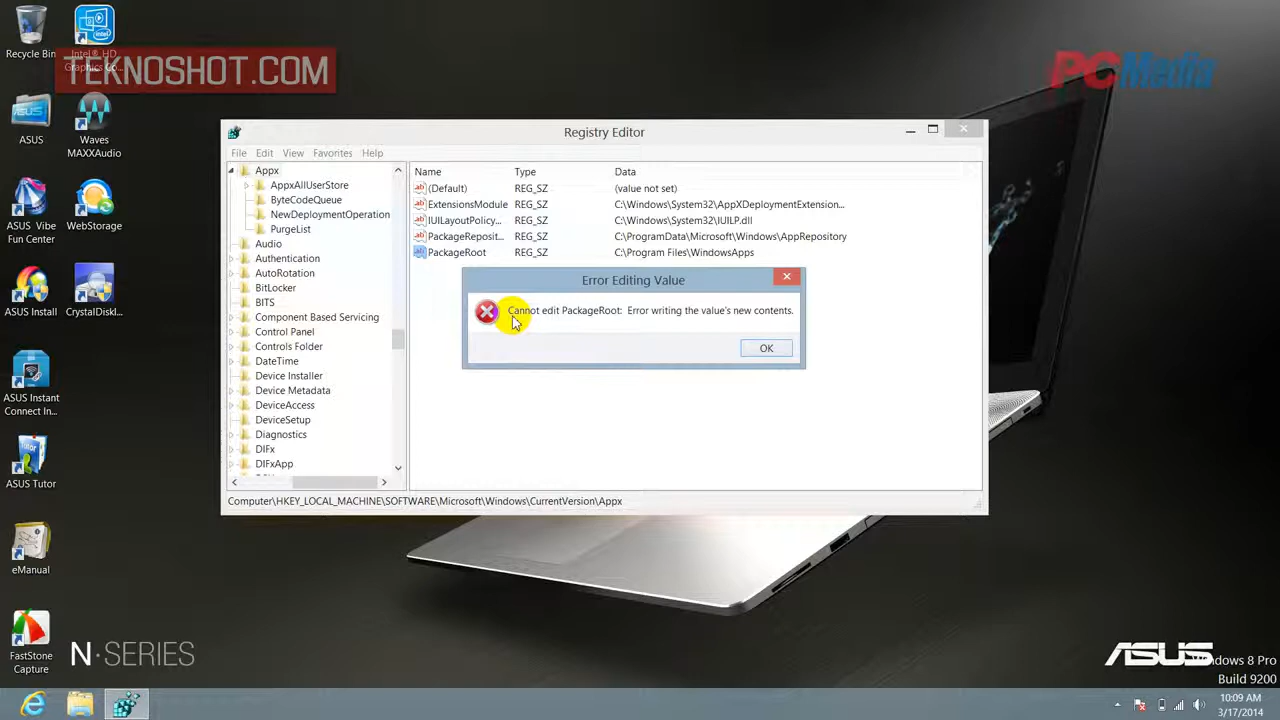 Recycle Bin
Intel® HD
Graphics Co...
TEKNOSHOT.COM
PCMedia
ASUS
Waves
MAXXAudio
ASUS Vibe
Fun Center
WebStorage
ASUS Install
CrystalDiskI...
ASUS Instant
Connect In...
ASUS Tutor
eManual
FastStone
Capture
Registry Editor
File Edit View Favorites Help
Appx
AppxAllUserStore
ByteCodeQueue
NewDeploymentOperation
PurgeList
Audio
Authentication
AutoRotation
BitLocker
BITS
Component Based Servicing
Control Panel
Controls Folder
DateTime
Device Installer
Device Metadata
DeviceAccess
DeviceSetup
Diagnostics
DIFx
DIFxApp
Name Type Data
(Default) REG_SZ (value not set)
ExtensionsModule REG_SZ C:\Windows\System32\AppXDeploymentExtension...
IUILayoutPolicy... REG_SZ C:\Windows\System32\IUILP.dll
PackageReposit... REG_SZ C:\ProgramData\Microsoft\Windows\AppRepository
PackageRoot REG_SZ C:\Program Files\WindowsApps
Error Editing Value
Cannot edit PackageRoot: Error writing the value's new contents.
OK
Computer\HKEY_LOCAL_MACHINE\SOFTWARE\Microsoft\Windows\CurrentVersion\Appx
N·SERIES
ASUS
Windows 8 Pro
Build 9200
10:09 AM
3/17/2014